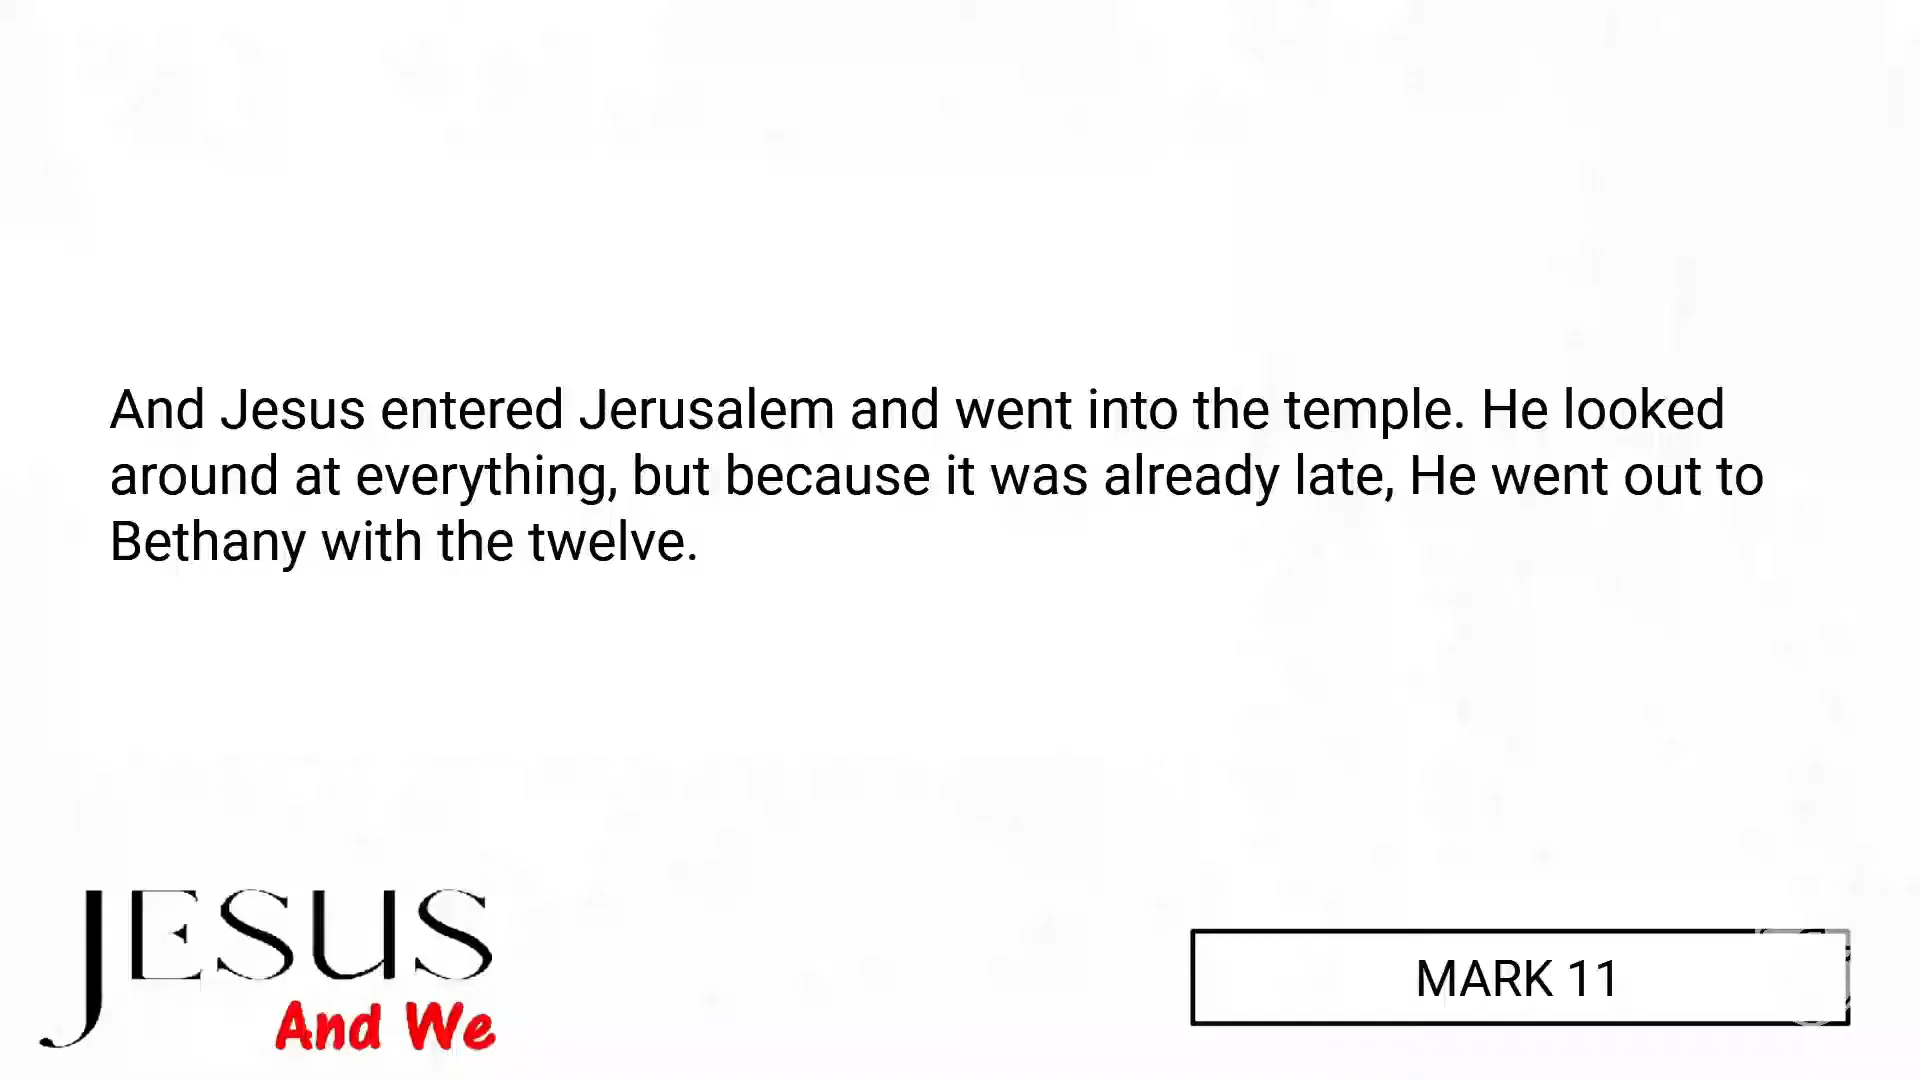 And Jesus entered Jerusalem and went into the temple. He looked
around at everything, but because it was already late, He went out to
Bethany with the twelve.
JESUS
And We
MARK 11